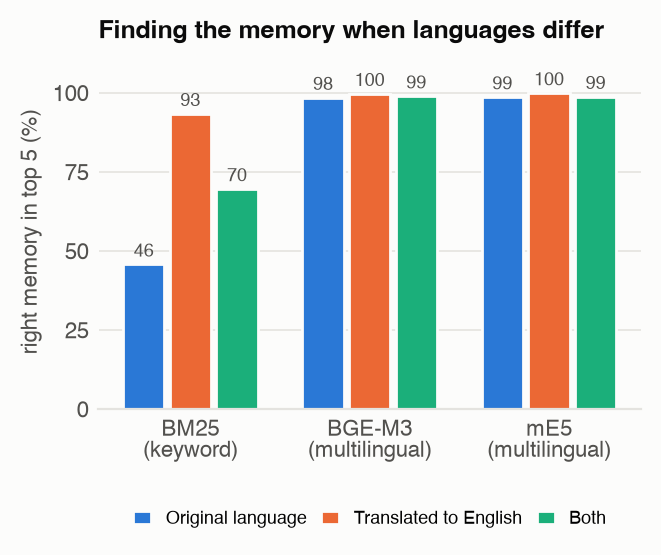 Finding the memory when languages differ
right memory in top 5 (%)
100
75
50
25
0
46
93
70
98
100
99
99
100
99
BM25
(keyword)
BGE-M3
(multilingual)
mE5
(multilingual)
Original language
Translated to English
Both